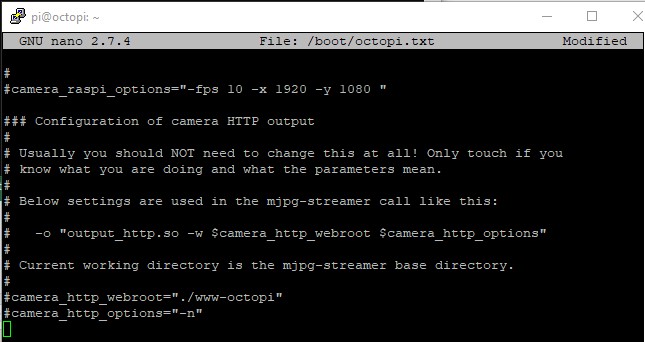 pi@octopi: ~
GNU nano 2.7.4 File: /boot/octopi.txt Modified
#
#camera_raspi_options="-fps 10 -x 1920 -y 1080 "
### Configuration of camera HTTP output
#
# Usually you should NOT need to change this at all! Only touch if you
# know what you are doing and what the parameters mean.
#
# Below settings are used in the mjpg-streamer call like this:
#
#   -o "output_http.so -w $camera_http_webroot $camera_http_options"
#
# Current working directory is the mjpg-streamer base directory.
#
#camera_http_webroot="./www-octopi"
#camera_http_options="-n"